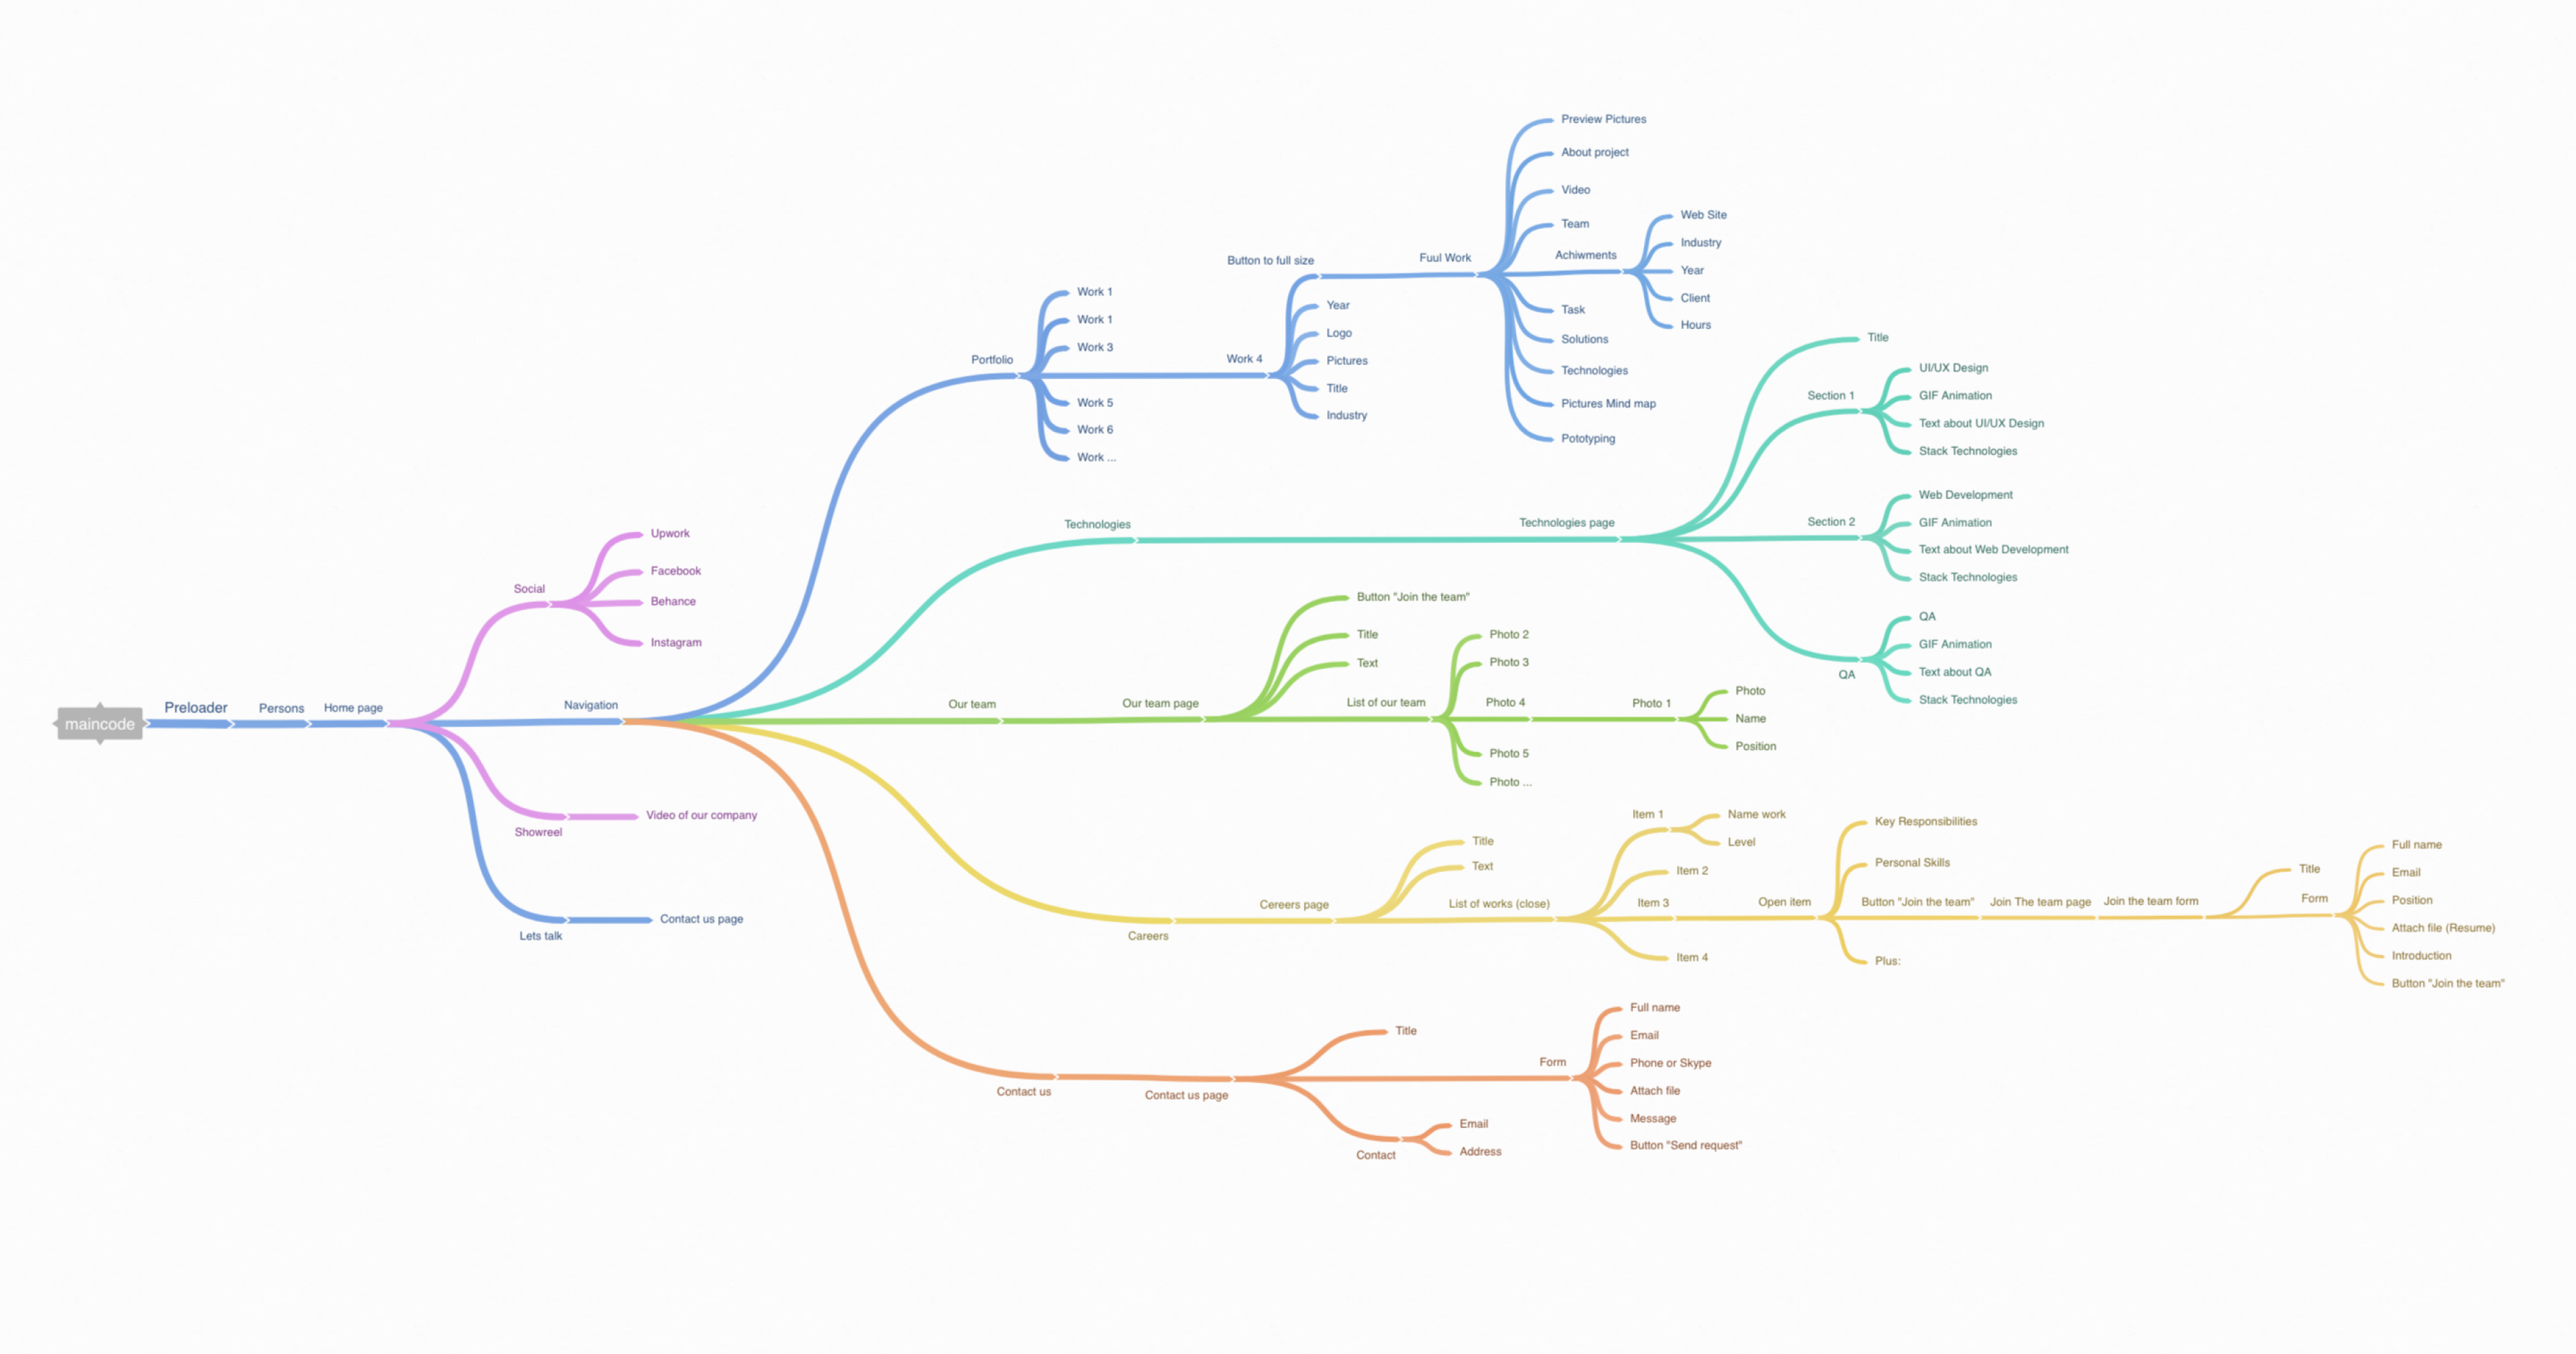 maincode
Preloader
Persons
Home page
Social
Upwork
Facebook
Behance
Instagram
Navigation
Portfolio
Work 1
Work 1
Work 3
Work 4
Button to full size
Fuul Work
Preview Pictures
About project
Video
Team
Achiwments
Web Site
Industry
Year
Client
Hours
Task
Solutions
Technologies
Pictures Mind map
Pototyping
Year
Logo
Pictures
Title
Industry
Work 5
Work 6
Work ...
Technologies
Technologies page
Title
Section 1
UI/UX Design
GIF Animation
Text about UI/UX Design
Stack Technologies
Section 2
Web Development
GIF Animation
Text about Web Development
Stack Technologies
QA
QA
GIF Animation
Text about QA
Stack Technologies
Our team
Our team page
Button "Join the team"
Title
Text
List of our team
Photo 2
Photo 3
Photo 4
Photo 1
Photo
Name
Position
Photo 5
Photo ...
Careers
Cereers page
Title
Text
List of works (close)
Item 1
Name work
Level
Item 2
Item 3
Open item
Key Responsibilities
Personal Skills
Button "Join the team"
Join The team page
Join the team form
Title
Form
Full name
Email
Position
Attach file (Resume)
Introduction
Button "Join the team"
Plus:
Item 4
Contact us
Contact us page
Title
Form
Full name
Email
Phone or Skype
Attach file
Message
Button "Send request"
Contact
Email
Address
Showreel
Video of our company
Lets talk
Contact us page